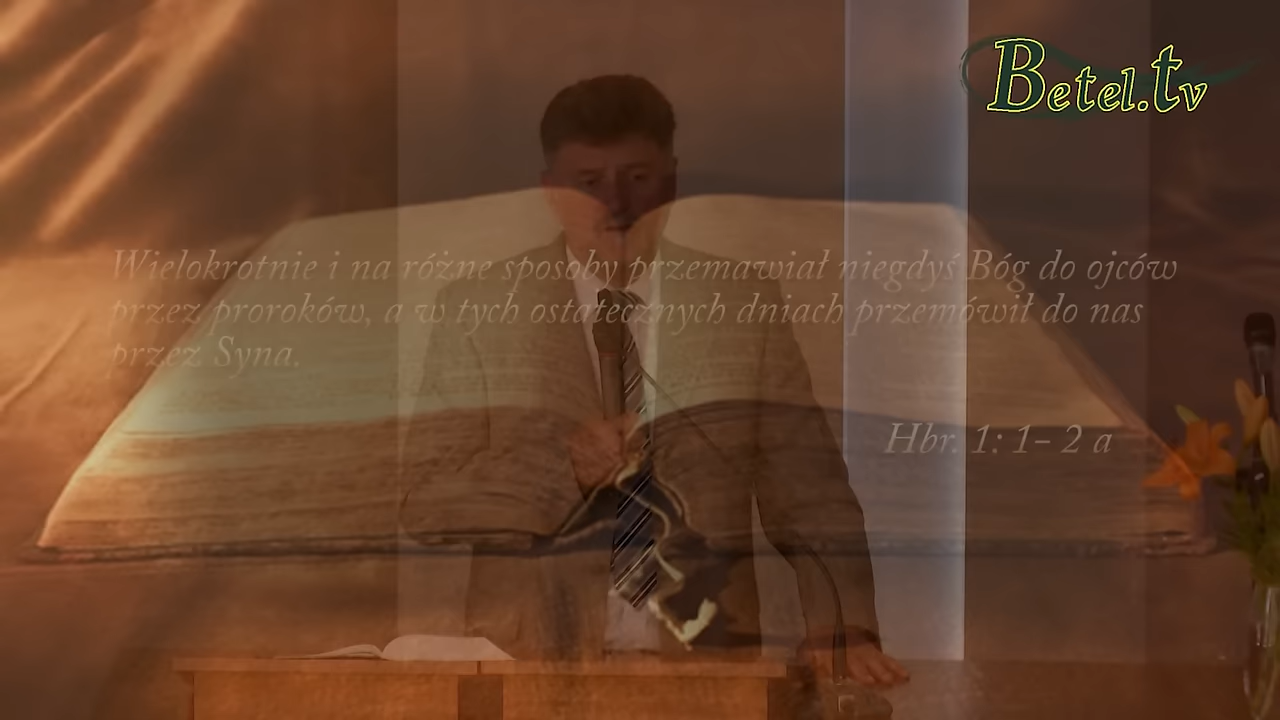 Betel.tv
Wielokrotnie i na różne sposoby przemawiał niegdyś Bóg do ojców
przez proroków, a w tych ostatecznych dniach przemówił do nas
przez Syna.
Hbr. 1: 1- 2 a